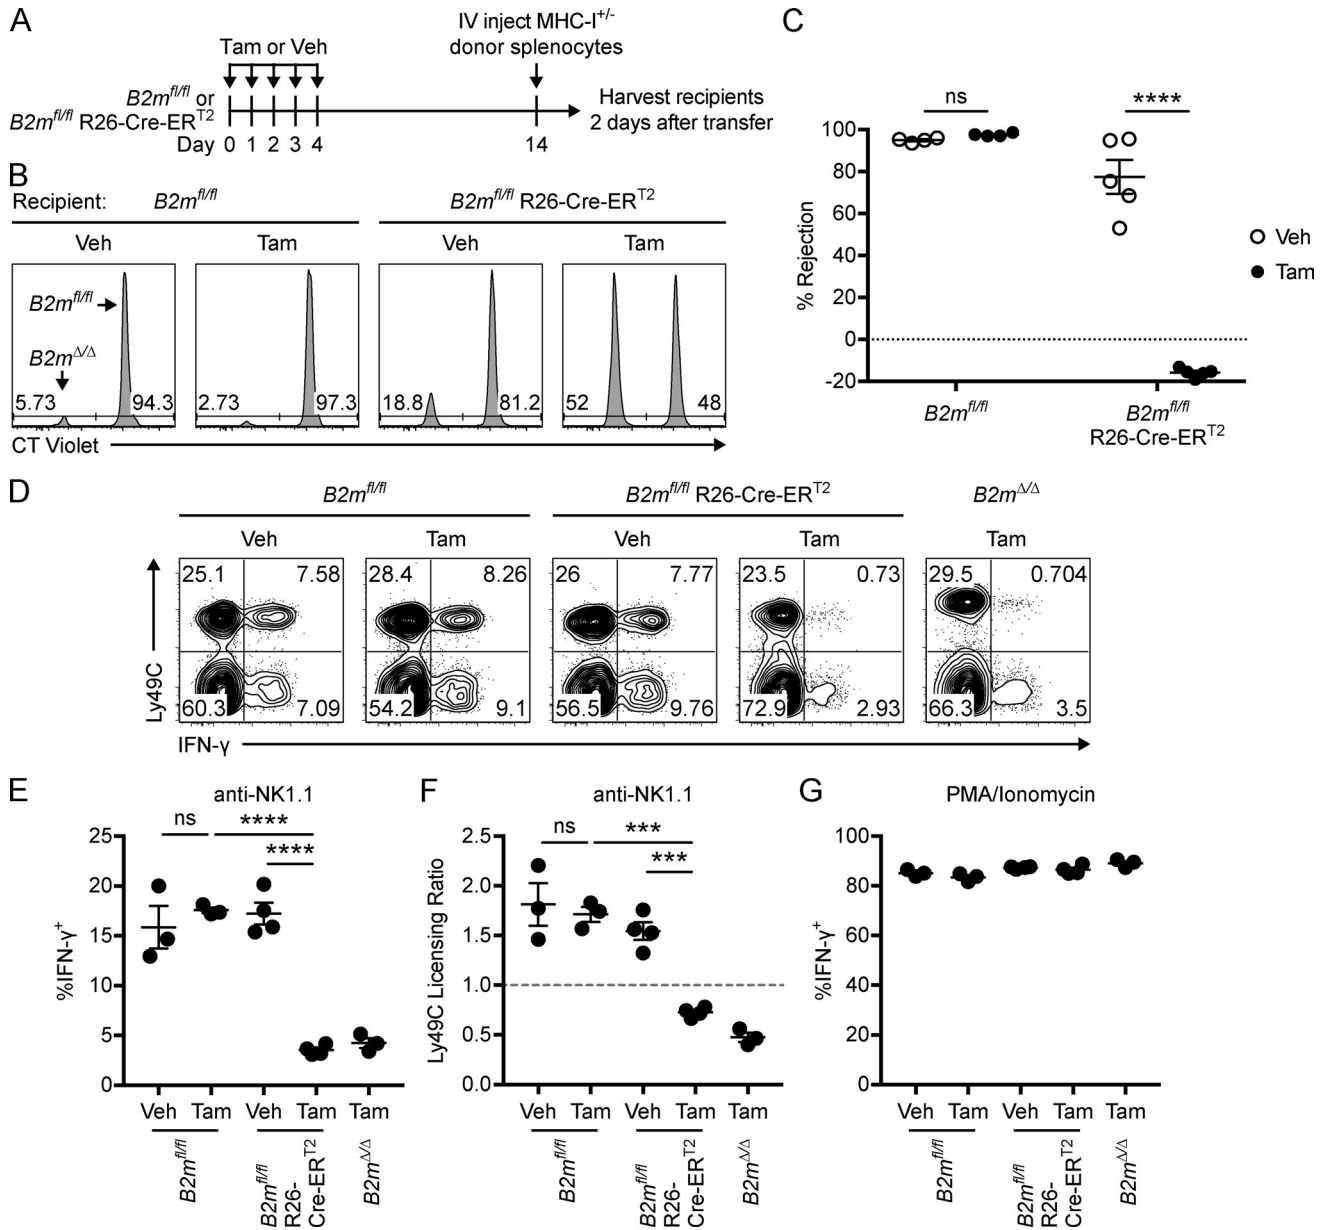 A
Tam or Veh
IV inject MHC-I+/-
donor splenocytes
B2mfl/fl or
B2mfl/fl R26-Cre-ERT2
Day 0 1 2 3 4 14
Harvest recipients
2 days after transfer
B
Recipient: B2mfl/fl B2mfl/fl R26-Cre-ERT2
Veh Tam Veh Tam
B2mfl/fl
B2mΔ/Δ
5.73 94.3 2.73 97.3 18.8 81.2 52 48
CT Violet
C
ns ****
100
80
60
40
20
0
-20
% Rejection
Veh
Tam
B2mfl/fl
B2mfl/fl
R26-Cre-ERT2
D
B2mfl/fl B2mfl/fl R26-Cre-ERT2 B2mΔ/Δ
Veh Tam Veh Tam Tam
25.1 7.58 28.4 8.26 26 7.77 23.5 0.73 29.5 0.704
60.3 7.09 54.2 9.1 56.5 9.76 72.9 2.93 66.3 3.5
Ly49C
IFN-γ
E
anti-NK1.1
ns ****
****
25
20
15
10
5
0
%IFN-γ+
Veh Tam Veh Tam Tam
B2mfl/fl
B2mfl/fl
R26-
Cre-ERT2
B2mΔ/Δ
F
anti-NK1.1
ns ***
***
2.5
2.0
1.5
1.0
0.5
0.0
Ly49C Licensing Ratio
Veh Tam Veh Tam Tam
B2mfl/fl
B2mfl/fl
R26-
Cre-ERT2
B2mΔ/Δ
G
PMA/Ionomycin
100
80
60
40
20
0
%IFN-γ+
Veh Tam Veh Tam Tam
B2mfl/fl
B2mfl/fl
R26-
Cre-ERT2
B2mΔ/Δ